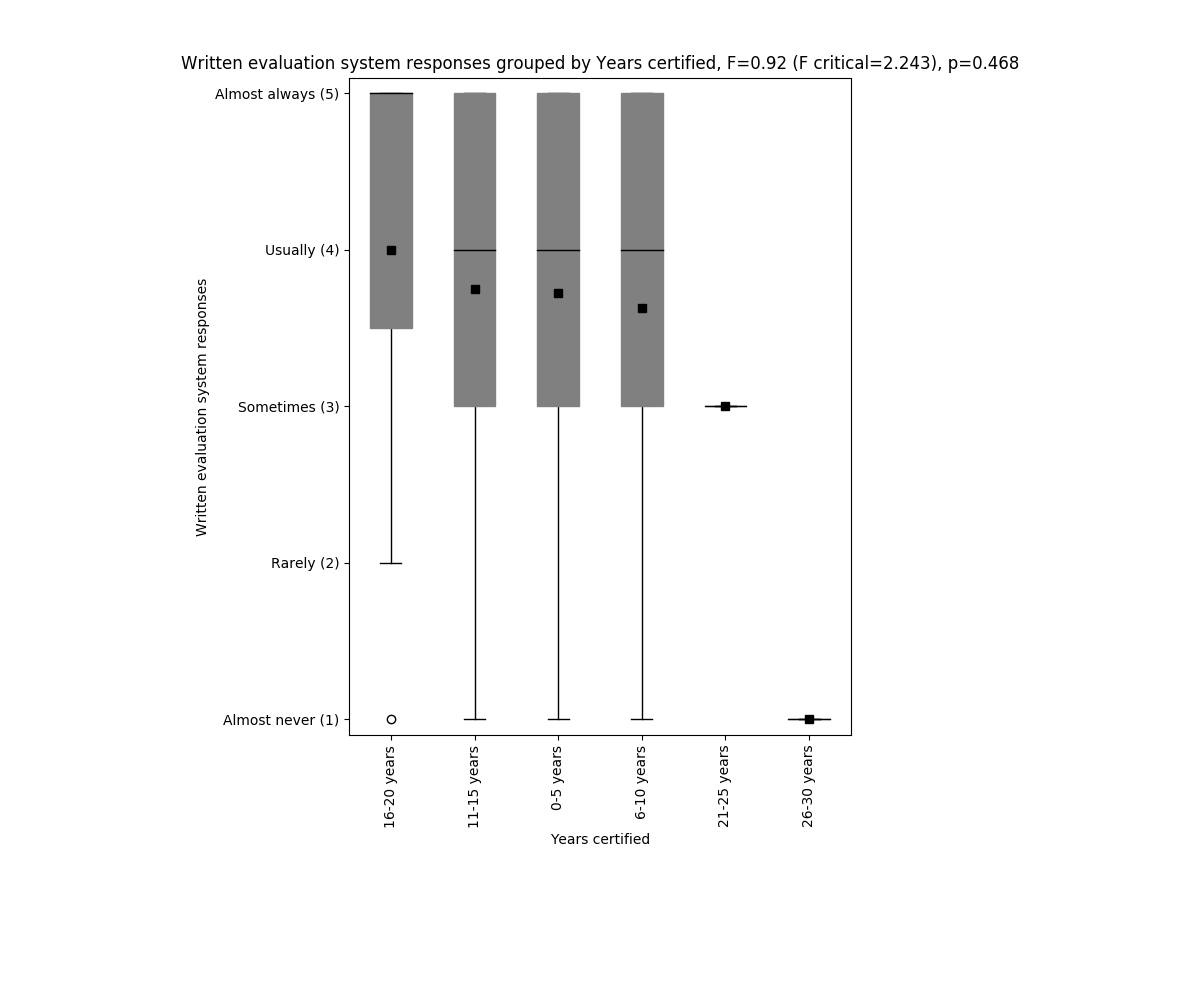 Written evaluation system responses grouped by Years certified, F=0.92 (F critical=2.243), p=0.468
Almost always (5)
Usually (4)
Sometimes (3)
Rarely (2)
Almost never (1)
Written evaluation system responses
16-20 years
11-15 years
0-5 years
6-10 years
21-25 years
26-30 years
Years certified